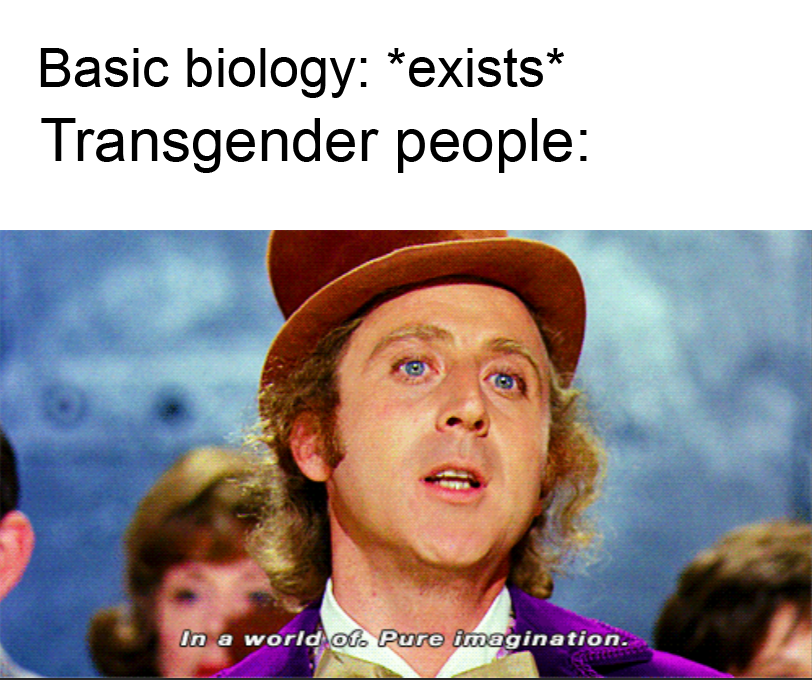 Basic biology: *exists*
Transgender people:
In a world of. Pure imagination.